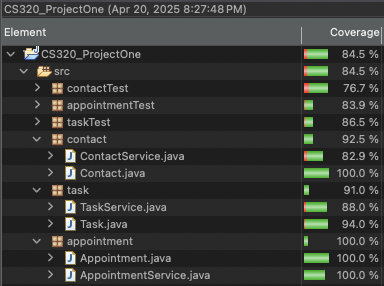 CS320_ProjectOne (Apr 20, 2025 8:27:48 PM)
Element Coverage
CS320_ProjectOne 84.5 %
src 84.5 %
contactTest 76.7 %
appointmentTest 83.9 %
taskTest 86.5 %
contact 92.5 %
ContactService.java 82.9 %
Contact.java 100.0 %
task 91.0 %
TaskService.java 88.0 %
Task.java 94.0 %
appointment 100.0 %
Appointment.java 100.0 %
AppointmentService.java 100.0 %